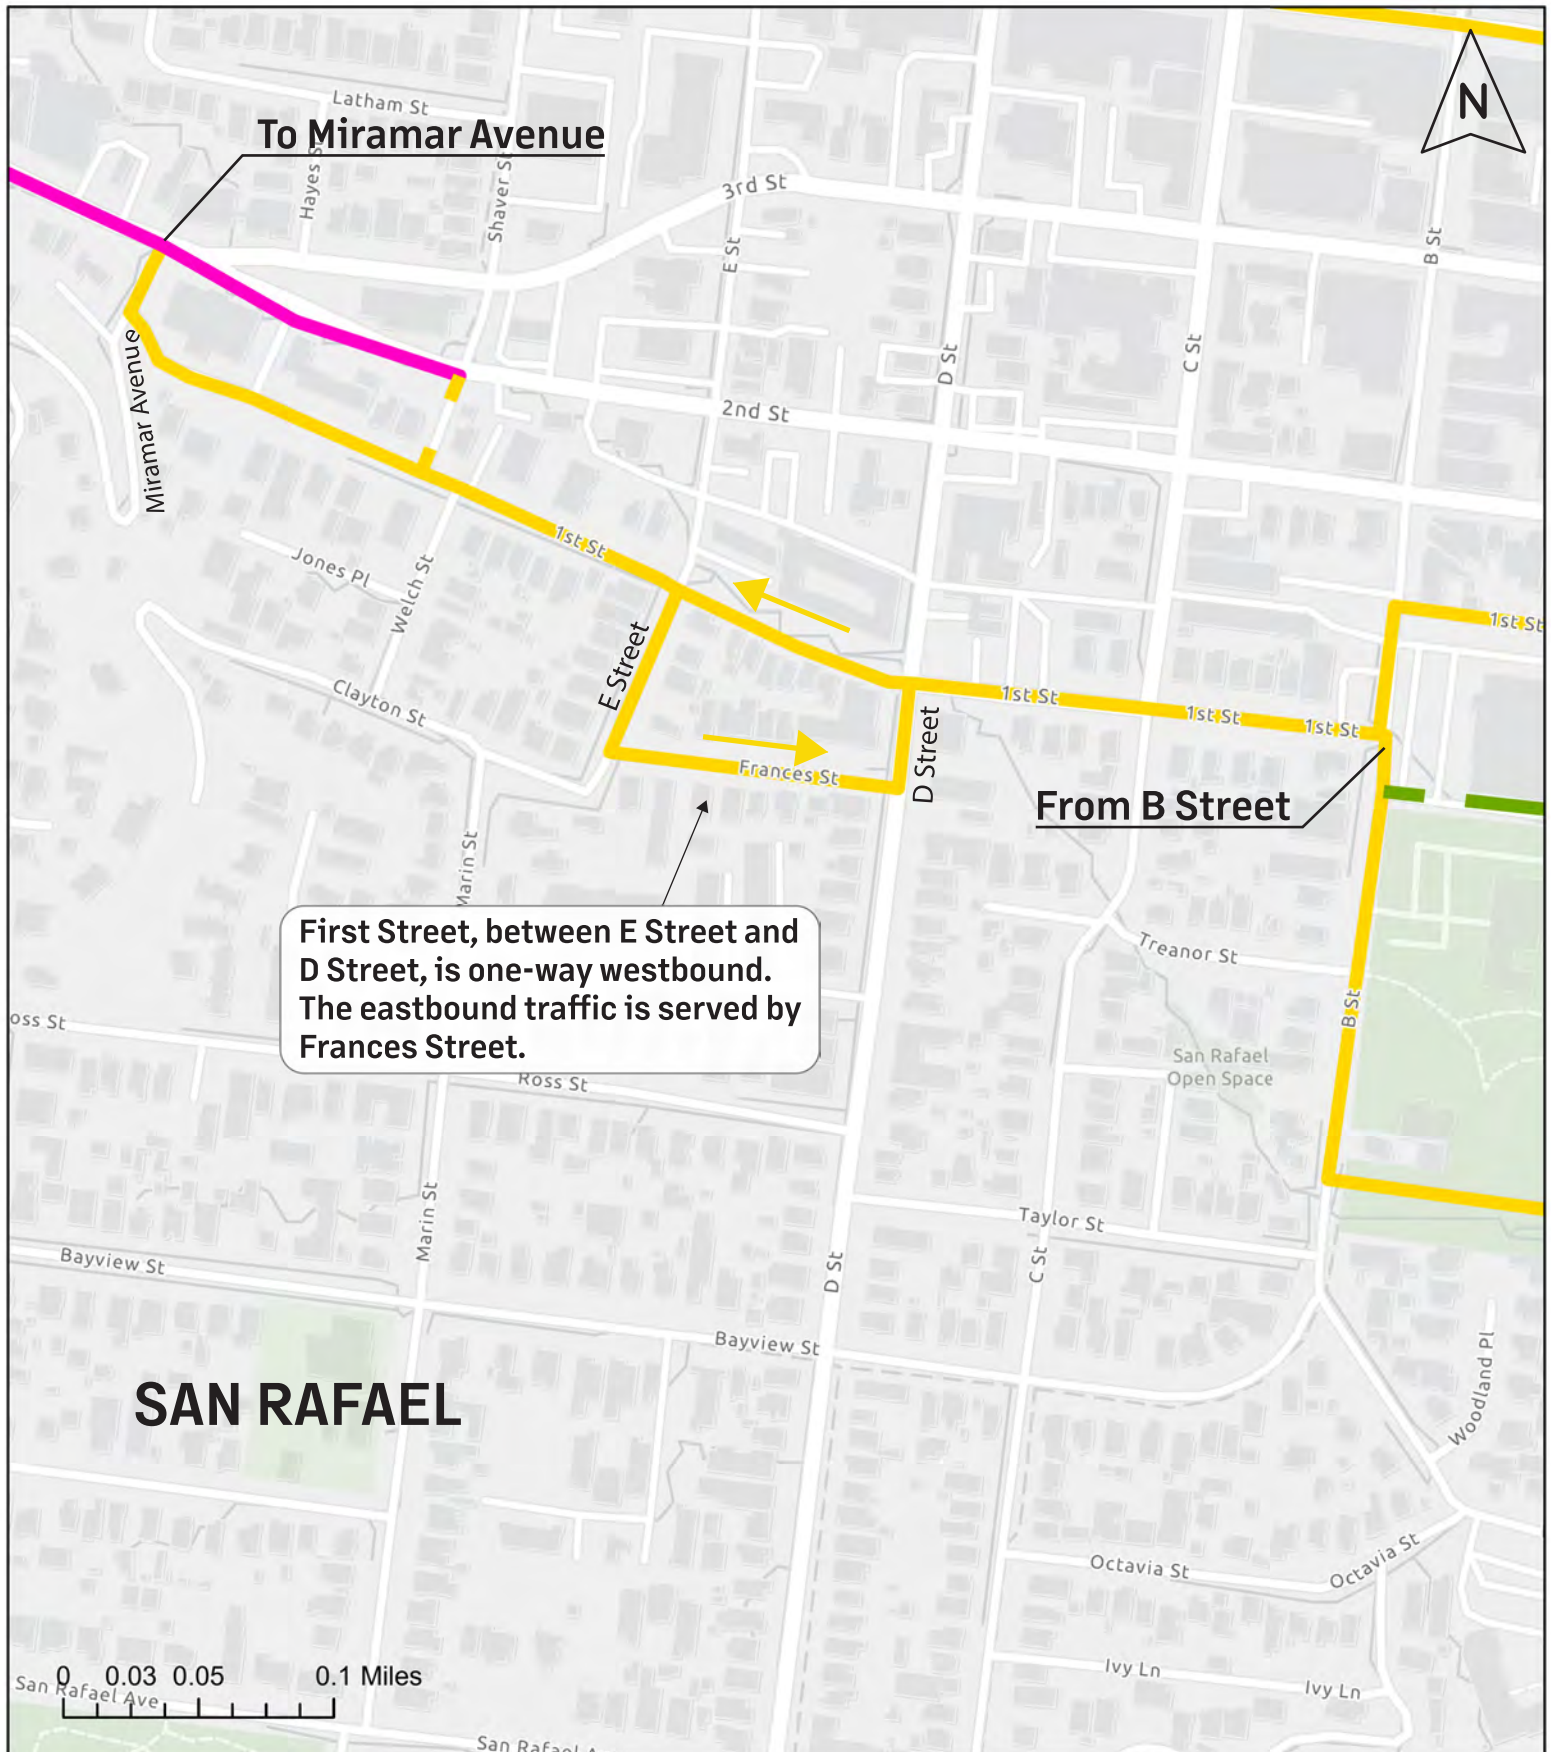 Latham St
N
To Miramar Avenue
Hayes S
Shaver St
3rd St
E St
B St
Miramar Avenue
D St
C St
2nd St
1st St
Jones Pl
Welch St
1st St
E Street
Clayton St
1st St
1st St
1st St
D Street
Frances St
From B Street
Marin St
First Street, between E Street and
D Street, is one-way westbound.
The eastbound traffic is served by
Frances Street.
Treanor St
B St
oss St
San Rafael
Open Space
Ross St
Marin St
Taylor St
Bayview St
D St
C St
Bayview St
Woodland Pl
SAN RAFAEL
Octavia St
Octavia St
Ivy Ln
Ivy Ln
0 0.03 0.05 0.1 Miles
San Rafael Ave
San Rafael A